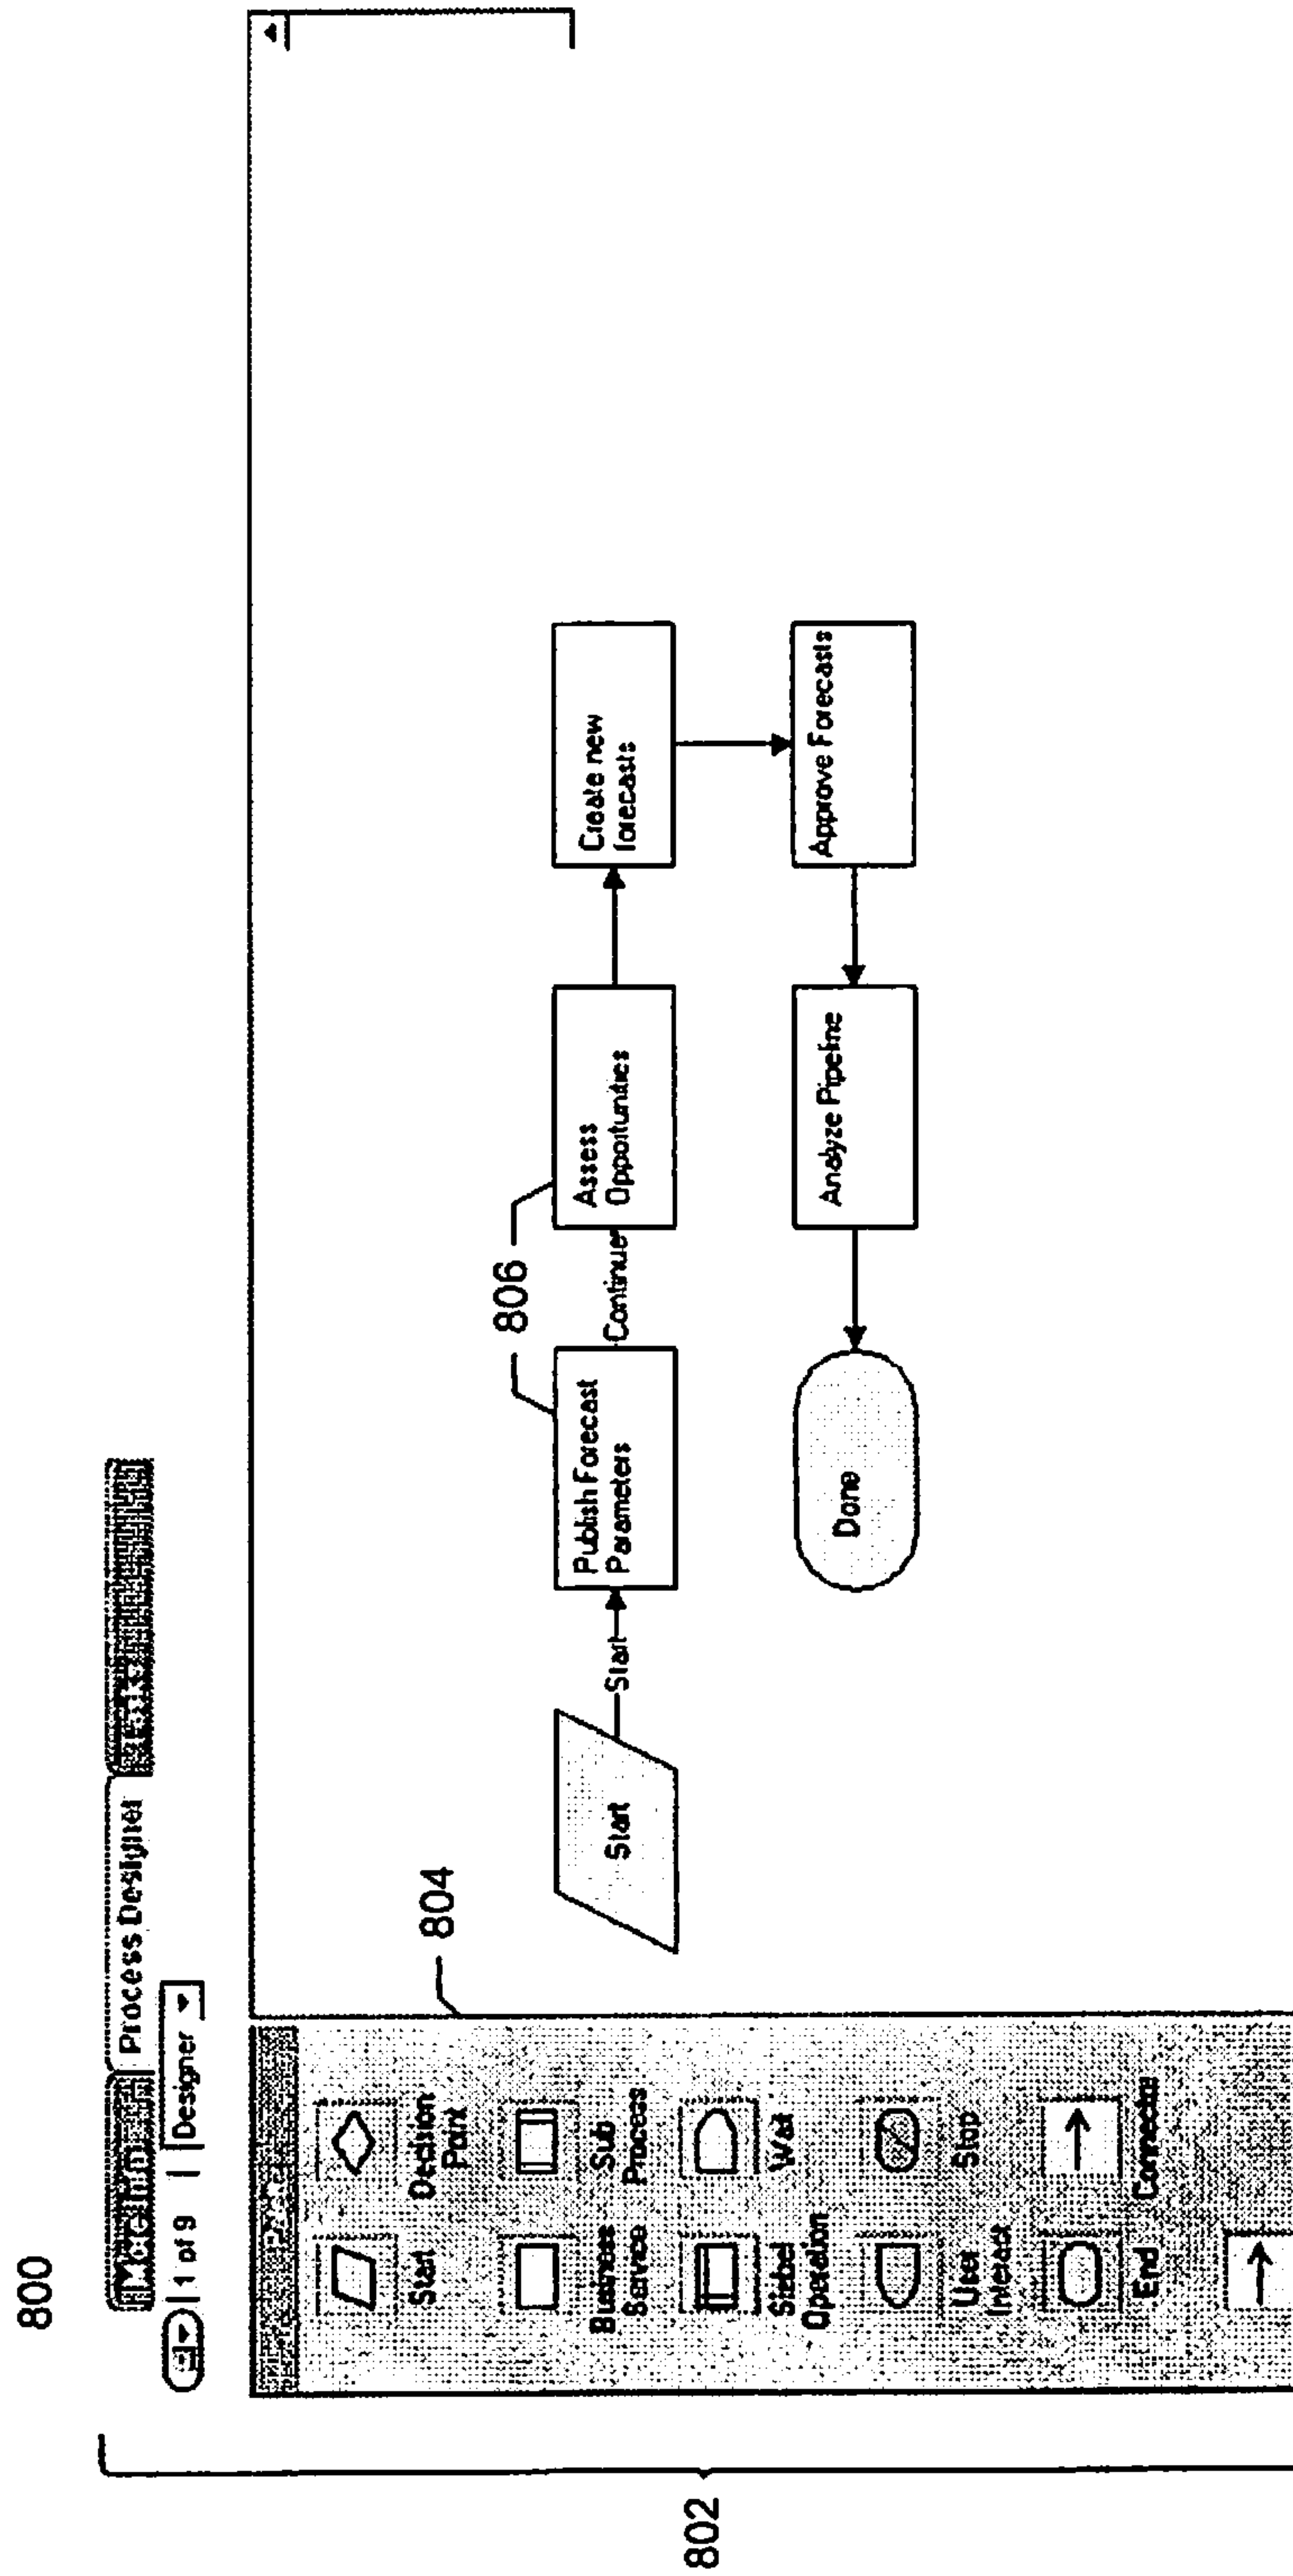 800
Process Designer
1 of 9 | Designer
802
804
Start
Decision
Point
Business
Service
Sub
Process
Siebel
Operation
Wait
User
Interact
Stop
End
Connector
806
Start
Start
Publish Forecast
Parameters
Continue
Assess
Opportunities
Create new
forecasts
Done
Analyze Pipeline
Approve Forecasts